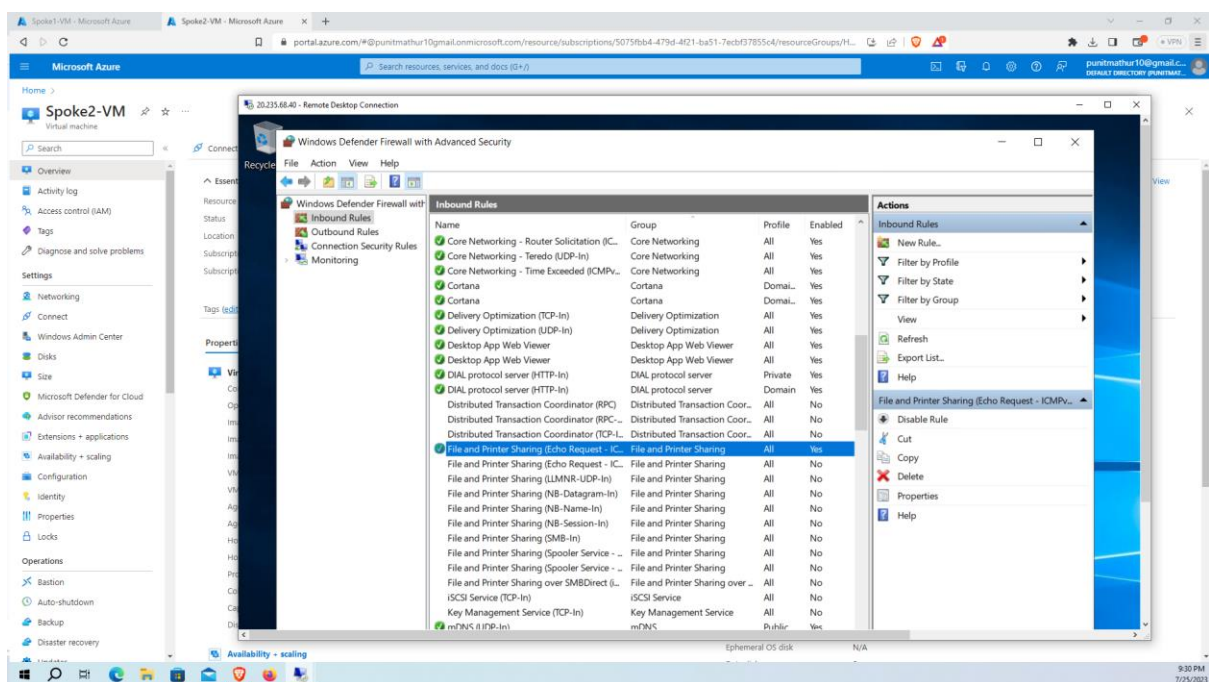 Spoke1-VM - Microsoft Azure
Spoke2-VM - Microsoft Azure
portal.azure.com/#@punitmathur10gmail.onmicrosoft.com/resource/subscriptions/5075fbb4-479d-4f21-ba51-7ecbf37855c4/resourceGroups/H...
VPN
Microsoft Azure
Search resources, services, and docs (G+/)
punitmathur10@gmail.c...
DEFAULT DIRECTORY (PUNITMAT...
Home >
Spoke2-VM
Virtual machine
Search
Overview
Activity log
Access control (IAM)
Tags
Diagnose and solve problems
Settings
Networking
Connect
Windows Admin Center
Disks
Size
Microsoft Defender for Cloud
Advisor recommendations
Extensions + applications
Availability + scaling
Configuration
Identity
Properties
Locks
Operations
Bastion
Auto-shutdown
Backup
Disaster recovery
Connect
Essent
Resource
Status
Location
Subscript
Subscript
Tags (edit
Properti
Vir
Availability + scaling
Ephemeral OS disk N/A
View
20.235.68.40 - Remote Desktop Connection
Recycle
Windows Defender Firewall with Advanced Security
File Action View Help
Windows Defender Firewall with
Inbound Rules
Outbound Rules
Connection Security Rules
Monitoring
Inbound Rules
Name Group Profile Enabled
Core Networking - Router Solicitation (IC... Core Networking All Yes
Core Networking - Teredo (UDP-In) Core Networking All Yes
Core Networking - Time Exceeded (ICMPv... Core Networking All Yes
Cortana Cortana Domai... Yes
Cortana Cortana Domai... Yes
Delivery Optimization (TCP-In) Delivery Optimization All Yes
Delivery Optimization (UDP-In) Delivery Optimization All Yes
Desktop App Web Viewer Desktop App Web Viewer All Yes
Desktop App Web Viewer Desktop App Web Viewer All Yes
DIAL protocol server (HTTP-In) DIAL protocol server Private Yes
DIAL protocol server (HTTP-In) DIAL protocol server Domain Yes
Distributed Transaction Coordinator (RPC) Distributed Transaction Coor... All No
Distributed Transaction Coordinator (RPC-... Distributed Transaction Coor... All No
Distributed Transaction Coordinator (TCP-I... Distributed Transaction Coor... All No
File and Printer Sharing (Echo Request - IC... File and Printer Sharing All Yes
File and Printer Sharing (Echo Request - IC... File and Printer Sharing All No
File and Printer Sharing (LLMNR-UDP-In) File and Printer Sharing All No
File and Printer Sharing (NB-Datagram-In) File and Printer Sharing All No
File and Printer Sharing (NB-Name-In) File and Printer Sharing All No
File and Printer Sharing (NB-Session-In) File and Printer Sharing All No
File and Printer Sharing (SMB-In) File and Printer Sharing All No
File and Printer Sharing (Spooler Service - ... File and Printer Sharing All No
File and Printer Sharing (Spooler Service - ... File and Printer Sharing All No
File and Printer Sharing over SMBDirect (i... File and Printer Sharing over ... All No
iSCSI Service (TCP-In) iSCSI Service All No
Key Management Service (TCP-In) Key Management Service All No
mDNS (UDP-In) mDNS Public Yes
Actions
Inbound Rules
New Rule...
Filter by Profile
Filter by State
Filter by Group
View
Refresh
Export List...
Help
File and Printer Sharing (Echo Request - ICMPv...
Disable Rule
Cut
Copy
Delete
Properties
Help
9:30 PM
7/25/2023